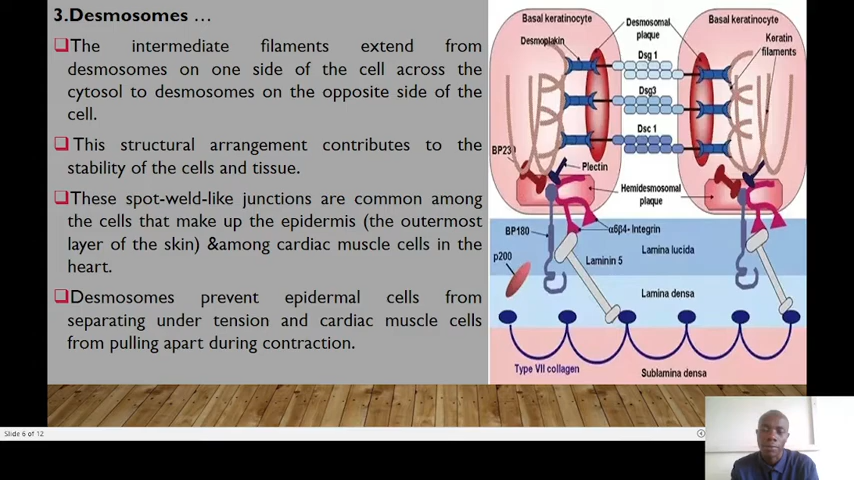 3.Desmosomes …
❑The intermediate filaments extend from
desmosomes on one side of the cell across the
cytosol to desmosomes on the opposite side of the
cell.
❑This structural arrangement contributes to the
stability of the cells and tissue.
❑These spot-weld-like junctions are common among
the cells that make up the epidermis (the outermost
layer of the skin) &among cardiac muscle cells in the
heart.
❑Desmosomes prevent epidermal cells from
separating under tension and cardiac muscle cells
from pulling apart during contraction.
Basal keratinocyte
Desmosomal
plaque
Basal keratinocyte
Desmoplakin
Keratin
filaments
Dsg 1
Dsg3
Dsc 1
BP230
Plectin
Hemidesmosomal
plaque
BP180
α6β4- Integrin
Lamina lucida
p200
Laminin 5
Lamina densa
Type VII collagen
Sublamina densa
Slide 6 of 12